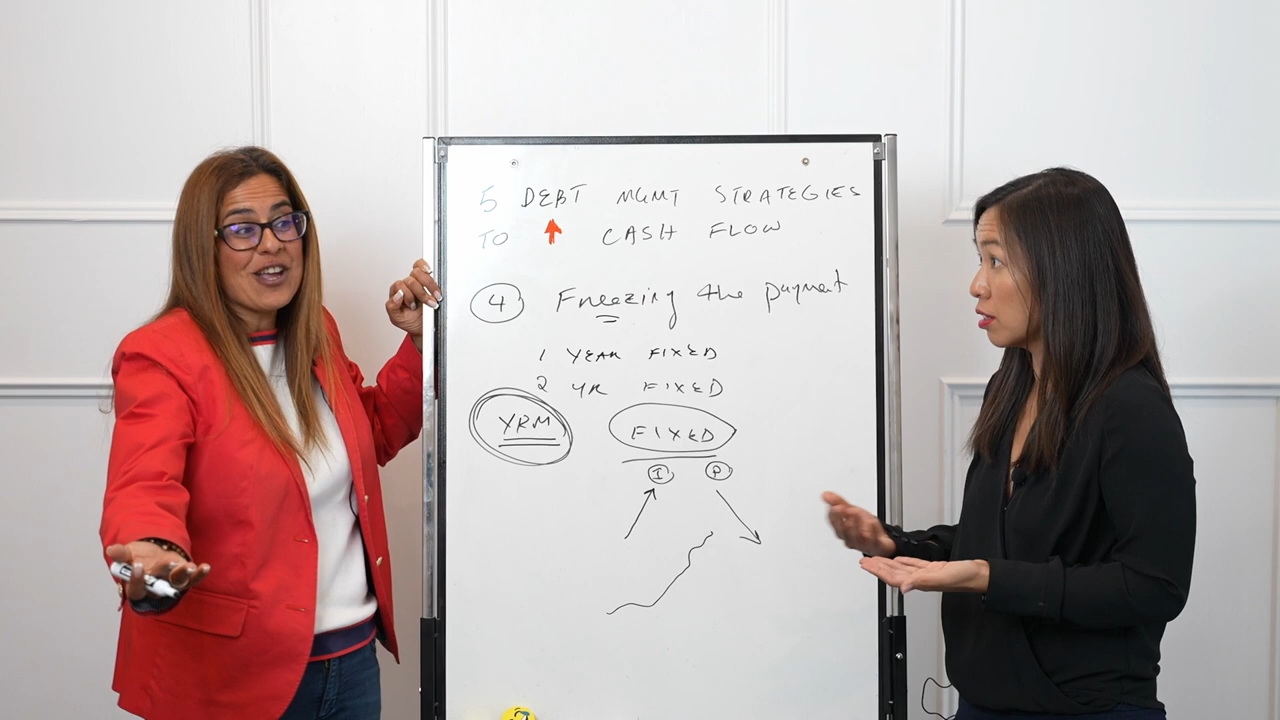 5 DEBT MGMT STRATEGIES
TO ↑ CASH FLOW
4 Freezing the payment
1 YEAR FIXED
2 YR FIXED
VRM FIXED
I P